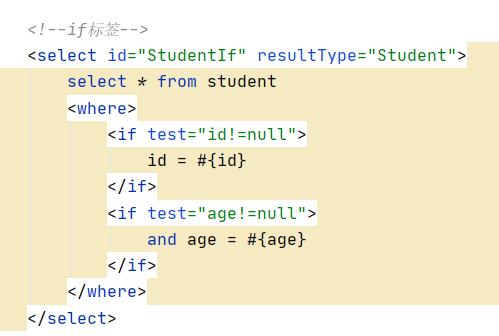 <!--if标签-->
<select id="StudentIf" resultType="Student">
select * from student
<where>
<if test="id!=null">
id = #{id}
</if>
<if test="age!=null">
and age = #{age}
</if>
</where>
</select>